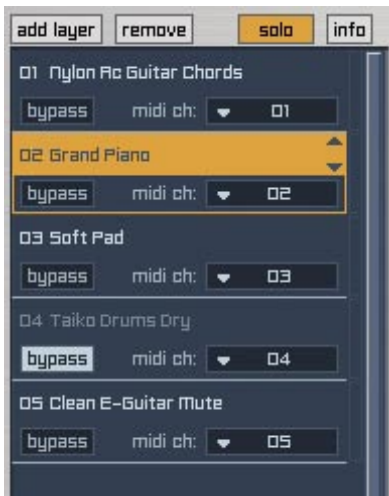 add layer remove solo info
01 Nylon Ac Guitar Chords
bypass midi ch: 01
02 Grand Piano
bypass midi ch: 02
03 Soft Pad
bypass midi ch: 03
04 Taiko Drums Dry
bypass midi ch: 04
05 Clean E-Guitar Mute
bypass midi ch: 05